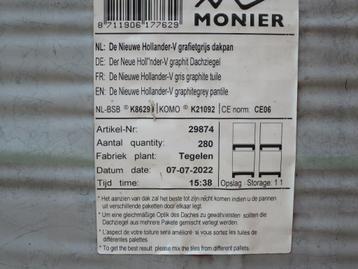 8 711906 177629
MONIER
NL: De Nieuwe Hollander-V grafietgrijs dakpan
DE: Der Neue Holl"nder-V graphit Dachziegel
FR: De Nieuwe Hollander-V gris graphite tuile
EN: De Nieuwe Hollander-V graphitegrey pantile
NL-BSB ® K8629 KOMO ® K21092 CE norm: CE06
Artikel-Nr: 29874
Aantal quantity: 280
Fabriek plant: Tegelen
Datum date: 07-07-2022
Tijd time: 15:38
Opslag Storage: 1:1
* Het aanzien van dak zal het best tot zijn recht komen indien u de pannen
uit verschillende pakketten door elkaar legt.
* Um eine gleichmäßige Optik des Daches zu gewährleisten sollten die
Dachziegel aus mehrere Pakete gemischt werden.
* L'aspect de votre toiture sera amélioré si vous sortez les tuiles de
différentes palettes.
* To get the best result, please mix the tiles from different pallets.